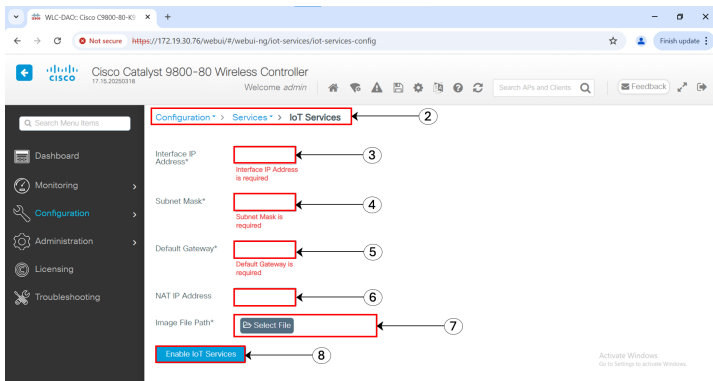 WLC-DAO:: Cisco C9800-80-K9
Not secure https://172.19.30.76/webui/#/webui-ng/iot-services/iot-services-config
Finish update
CISCO
Cisco Catalyst 9800-80 Wireless Controller
17.15.20250318
Welcome admin
Search APs and Clients
Feedback
Search Menu Items
Configuration > Services > IoT Services
2
Dashboard
Monitoring
Configuration
Administration
Licensing
Troubleshooting
Interface IP
Address*
3
Interface IP Address
is required
Subnet Mask*
4
Subnet Mask is
required
Default Gateway*
5
Default Gateway is
required
NAT IP Address
6
Image File Path*
Select File
7
Enable IoT Services
8
Activate Windows
Go to Settings to activate Windows.